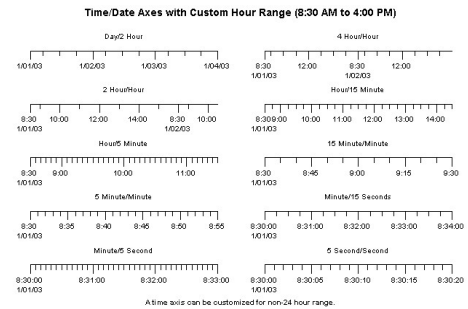 Time/Date Axes with Custom Hour Range (8:30 AM to 4:00 PM)
Day/2 Hour
1/01/03 1/02/03 1/03/03 1/04/03
4 Hour/Hour
8:30 12:00 8:30 12:00
1/01/03 1/02/03
2 Hour/Hour
8:30 10:00 12:00 14:00 8:30 10:00
1/01/03 1/02/03
Hour/15 Minute
8:30 9:00 10:00 11:00 12:00 13:00 14:00
1/01/03
Hour/5 Minute
8:30 9:00 10:00 11:00
1/01/03
15 Minute/Minute
8:30 8:45 9:00 9:15 9:30
1/01/03
5 Minute/Minute
8:30 8:35 8:40 8:45 8:50 8:55
1/01/03
Minute/15 Seconds
8:30:00 8:31:00 8:32:00 8:33:00 8:34:00
1/01/03
Minute/5 Second
8:30:00 8:31:00 8:32:00 8:33:00
1/01/03
5 Second/Second
8:30:00 8:30:05 8:30:10 8:30:15 8:30:20
1/01/03
A time axis can be customized for non-24 hour range.